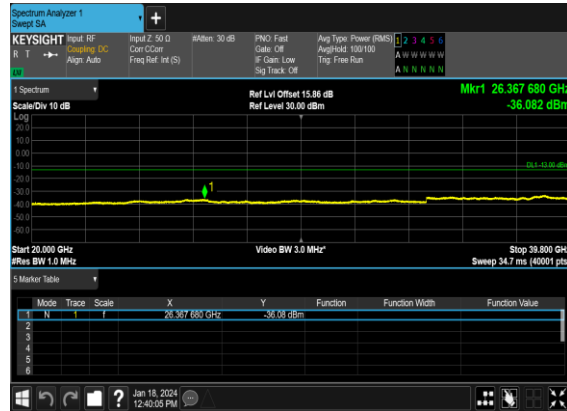 Spectrum Analyzer 1
Swept SA
+
KEYSIGHT Input: RF Input Z: 50 Ω #Atten: 30 dB PNO: Fast Avg Type: Power (RMS) 1 2 3 4 5 6
R T Coupling: DC Corr CCorr Gate: Off Avg|Hold: 100/100 A W W W W W
Align: Auto Freq Ref: Int (S) IF Gain: Low Trig: Free Run
LW Sig Track: Off A N N N N N
1 Spectrum Ref Lvl Offset 15.86 dB Mkr1 26.367 680 GHz
Scale/Div 10 dB Ref Level 30.00 dBm -36.082 dBm
Log
20.0
10.0
0.00
-10.0
DL1 -13.00 dBm
-20.0
-30.0
1
-40.0
-50.0
-60.0
Start 20.000 GHz Video BW 3.0 MHz* Stop 39.800 GHz
#Res BW 1.0 MHz Sweep 34.7 ms (40001 pts
5 Marker Table
Mode Trace Scale X Y Function Function Width Function Value
1 N 1 f 26.367 680 GHz -36.08 dBm
2
3
4
5
6
? Jan 18, 2024
12:40:05 PM